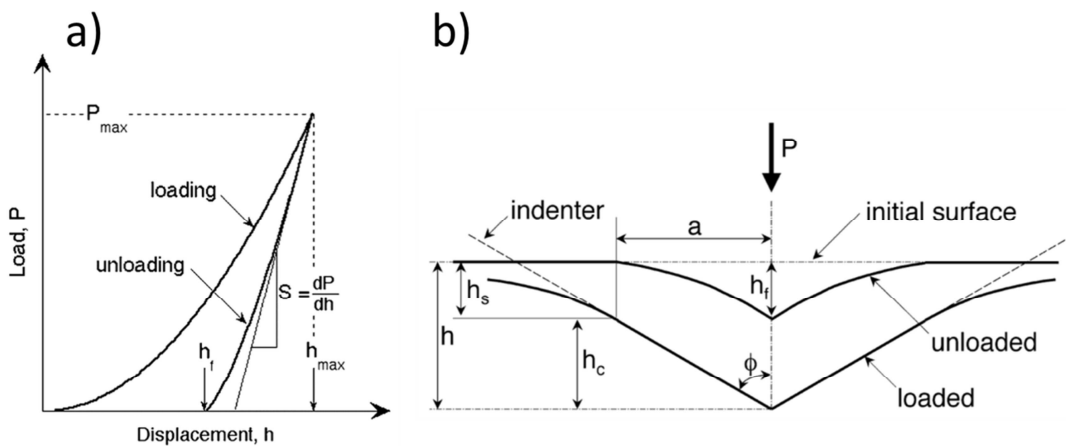 a)
P max
Load, P
loading
unloading
S = dP/dh
h f
h max
Displacement, h
b)
P
indenter
initial surface
a
h s
h f
h
h c
ϕ
unloaded
loaded